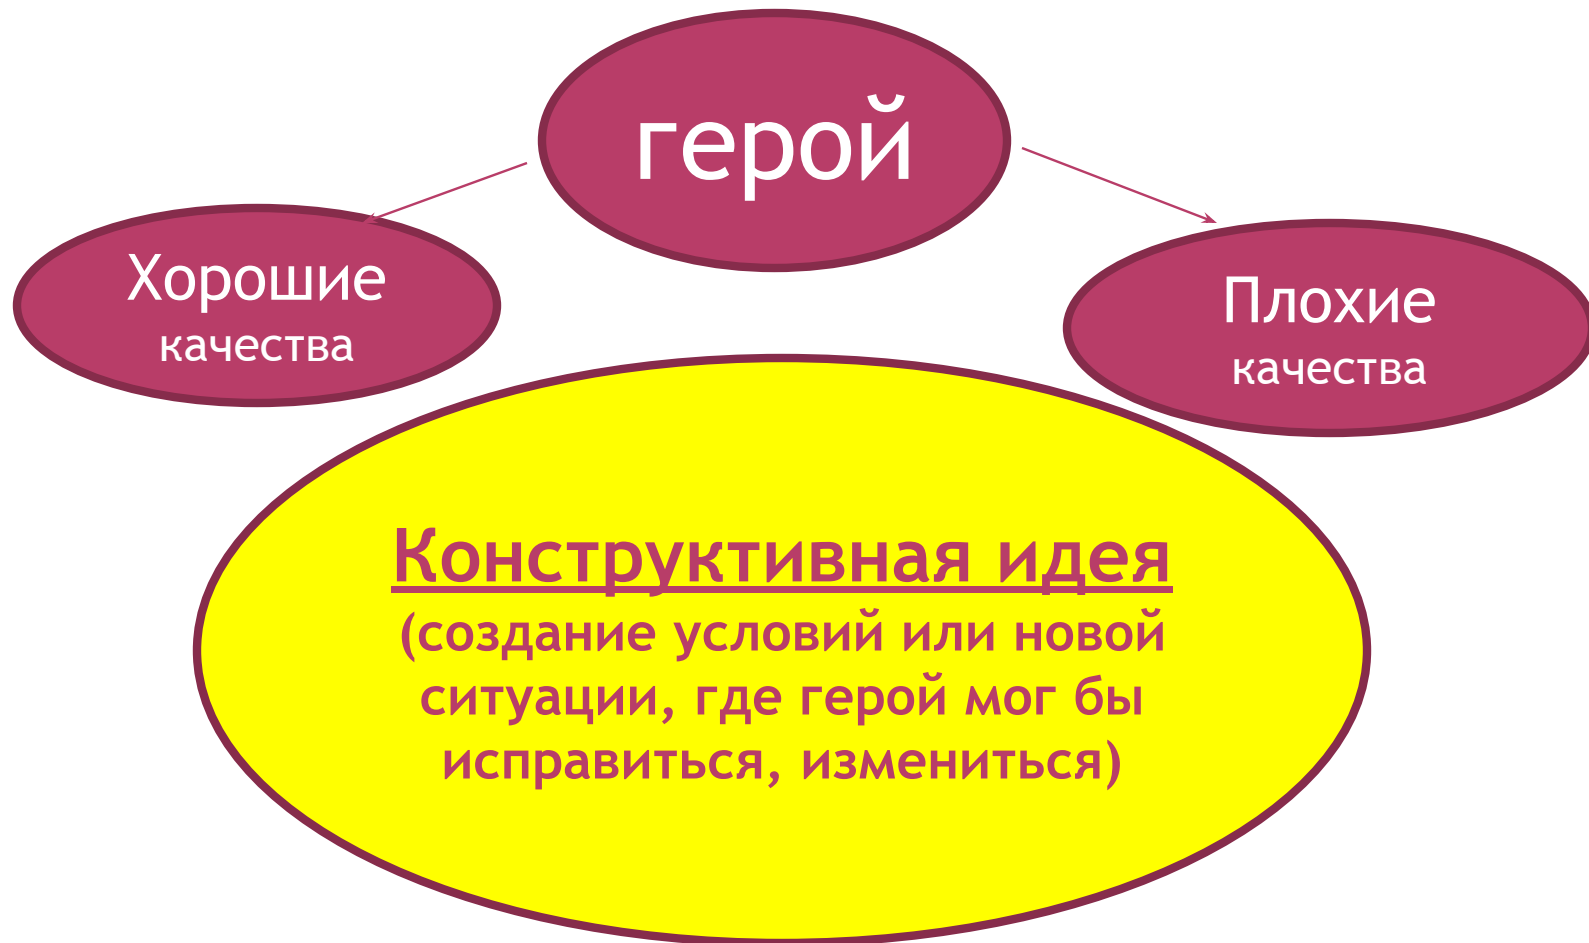 герой
Хорошие
качества
Плохие
качества
Конструктивная идея
(создание условий или новой
ситуации, где герой мог бы
исправиться, измениться)